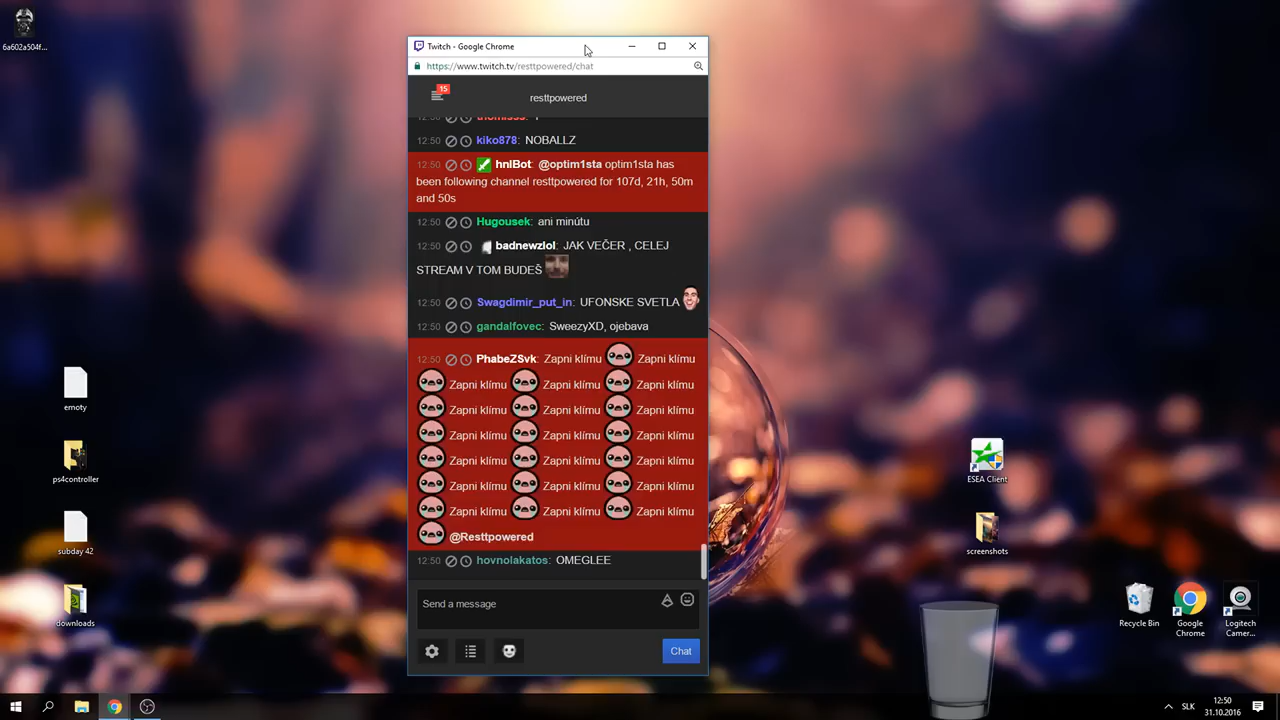 6a602a504f...
Twitch - Google Chrome
https://www.twitch.tv/resttpowered/chat
15
resttpowered
12:50 thomisss:
12:50 kiko878: NOBALLZ
12:50 hnlBot: @optim1sta optim1sta has
been following channel resttpowered for 107d, 21h, 50m
and 50s
12:50 Hugousek: ani minútu
12:50 badnewzlol: JAK VEČER , CELEJ
STREAM V TOM BUDEŠ
12:50 Swagdimir_put_in: UFONSKE SVETLA
12:50 gandalfovec: SweezyXD, ojebava
12:50 PhabeZSvk: Zapni klímu Zapni klímu
Zapni klímu Zapni klímu Zapni klímu
Zapni klímu Zapni klímu Zapni klímu
Zapni klímu Zapni klímu Zapni klímu
Zapni klímu Zapni klímu Zapni klímu
Zapni klímu Zapni klímu Zapni klímu
Zapni klímu Zapni klímu Zapni klímu
@Resttpowered
12:50 hovnolakatos: OMEGLEE
Send a message
Chat
emoty
ps4controller
subday 42
downloads
ESEA Client
screenshots
Recycle Bin
Google
Chrome
Logitech
Camer...
SLK
12:50
31.10.2016